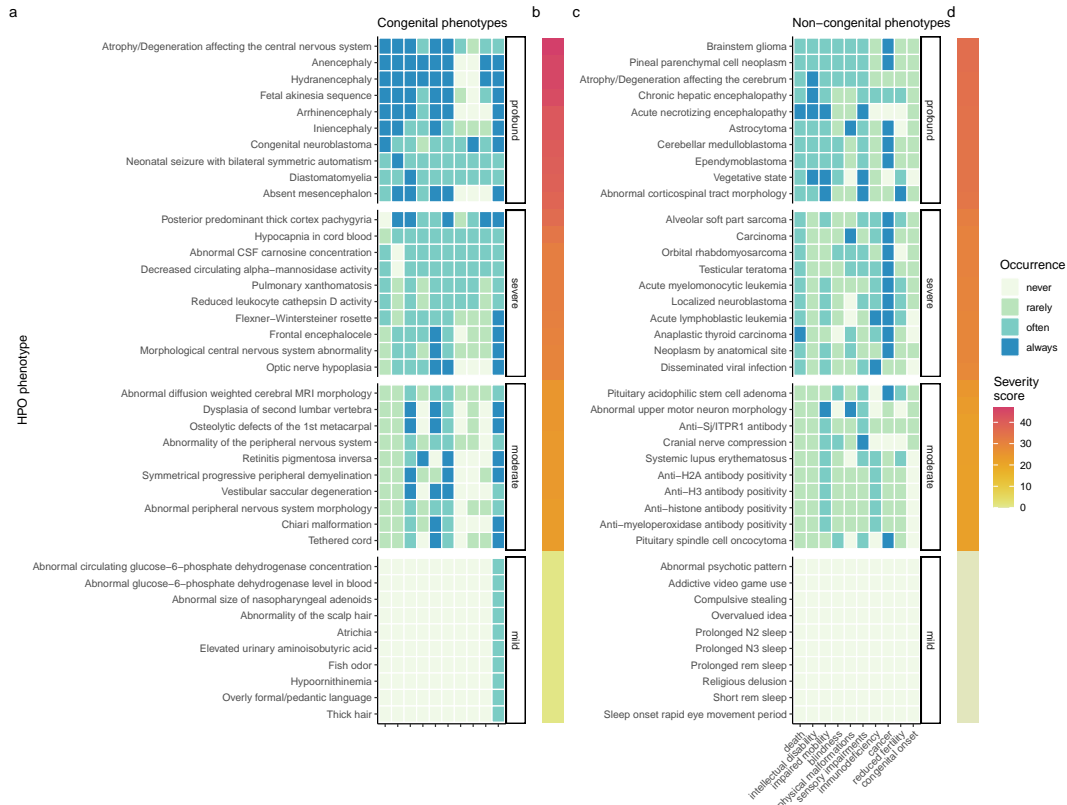 a
b
c
d
Congenital phenotypes
Non−congenital phenotypes
HPO phenotype
Atrophy/Degeneration affecting the central nervous system
Anencephaly
Hydranencephaly
Fetal akinesia sequence
Arrhinencephaly
Iniencephaly
Congenital neuroblastoma
Neonatal seizure with bilateral symmetric automatism
Diastomatomyelia
Absent mesencephalon
profound
Posterior predominant thick cortex pachygyria
Hypocapnia in cord blood
Abnormal CSF carnosine concentration
Decreased circulating alpha−mannosidase activity
Pulmonary xanthomatosis
Reduced leukocyte cathepsin D activity
Flexner−Wintersteiner rosette
Frontal encephalocele
Morphological central nervous system abnormality
Optic nerve hypoplasia
severe
Abnormal diffusion weighted cerebral MRI morphology
Dysplasia of second lumbar vertebra
Osteolytic defects of the 1st metacarpal
Abnormality of the peripheral nervous system
Retinitis pigmentosa inversa
Symmetrical progressive peripheral demyelination
Vestibular saccular degeneration
Abnormal peripheral nervous system morphology
Chiari malformation
Tethered cord
moderate
Abnormal circulating glucose−6−phosphate dehydrogenase concentration
Abnormal glucose−6−phosphate dehydrogenase level in blood
Abnormal size of nasopharyngeal adenoids
Abnormality of the scalp hair
Atrichia
Elevated urinary aminoisobutyric acid
Fish odor
Hypoornithinemia
Overly formal/pedantic language
Thick hair
mild
Brainstem glioma
Pineal parenchymal cell neoplasm
Atrophy/Degeneration affecting the cerebrum
Chronic hepatic encephalopathy
Acute necrotizing encephalopathy
Astrocytoma
Cerebellar medulloblastoma
Ependymoblastoma
Vegetative state
Abnormal corticospinal tract morphology
profound
Alveolar soft part sarcoma
Carcinoma
Orbital rhabdomyosarcoma
Testicular teratoma
Acute myelomonocytic leukemia
Localized neuroblastoma
Acute lymphoblastic leukemia
Anaplastic thyroid carcinoma
Neoplasm by anatomical site
Disseminated viral infection
severe
Pituitary acidophilic stem cell adenoma
Abnormal upper motor neuron morphology
Anti−Sj/ITPR1 antibody
Cranial nerve compression
Systemic lupus erythematosus
Anti−H2A antibody positivity
Anti−H3 antibody positivity
Anti−histone antibody positivity
Anti−myeloperoxidase antibody positivity
Pituitary spindle cell oncocytoma
moderate
Abnormal psychotic pattern
Addictive video game use
Compulsive stealing
Overvalued idea
Prolonged N2 sleep
Prolonged N3 sleep
Prolonged rem sleep
Religious delusion
Short rem sleep
Sleep onset rapid eye movement period
mild
death
intellectual disability
impaired mobility
blindness
physical malformations
sensory impairments
immunodeficiency
cancer
reduced fertility
congenital onset
Occurrence
never
rarely
often
always
Severity
score
40
30
20
10
0